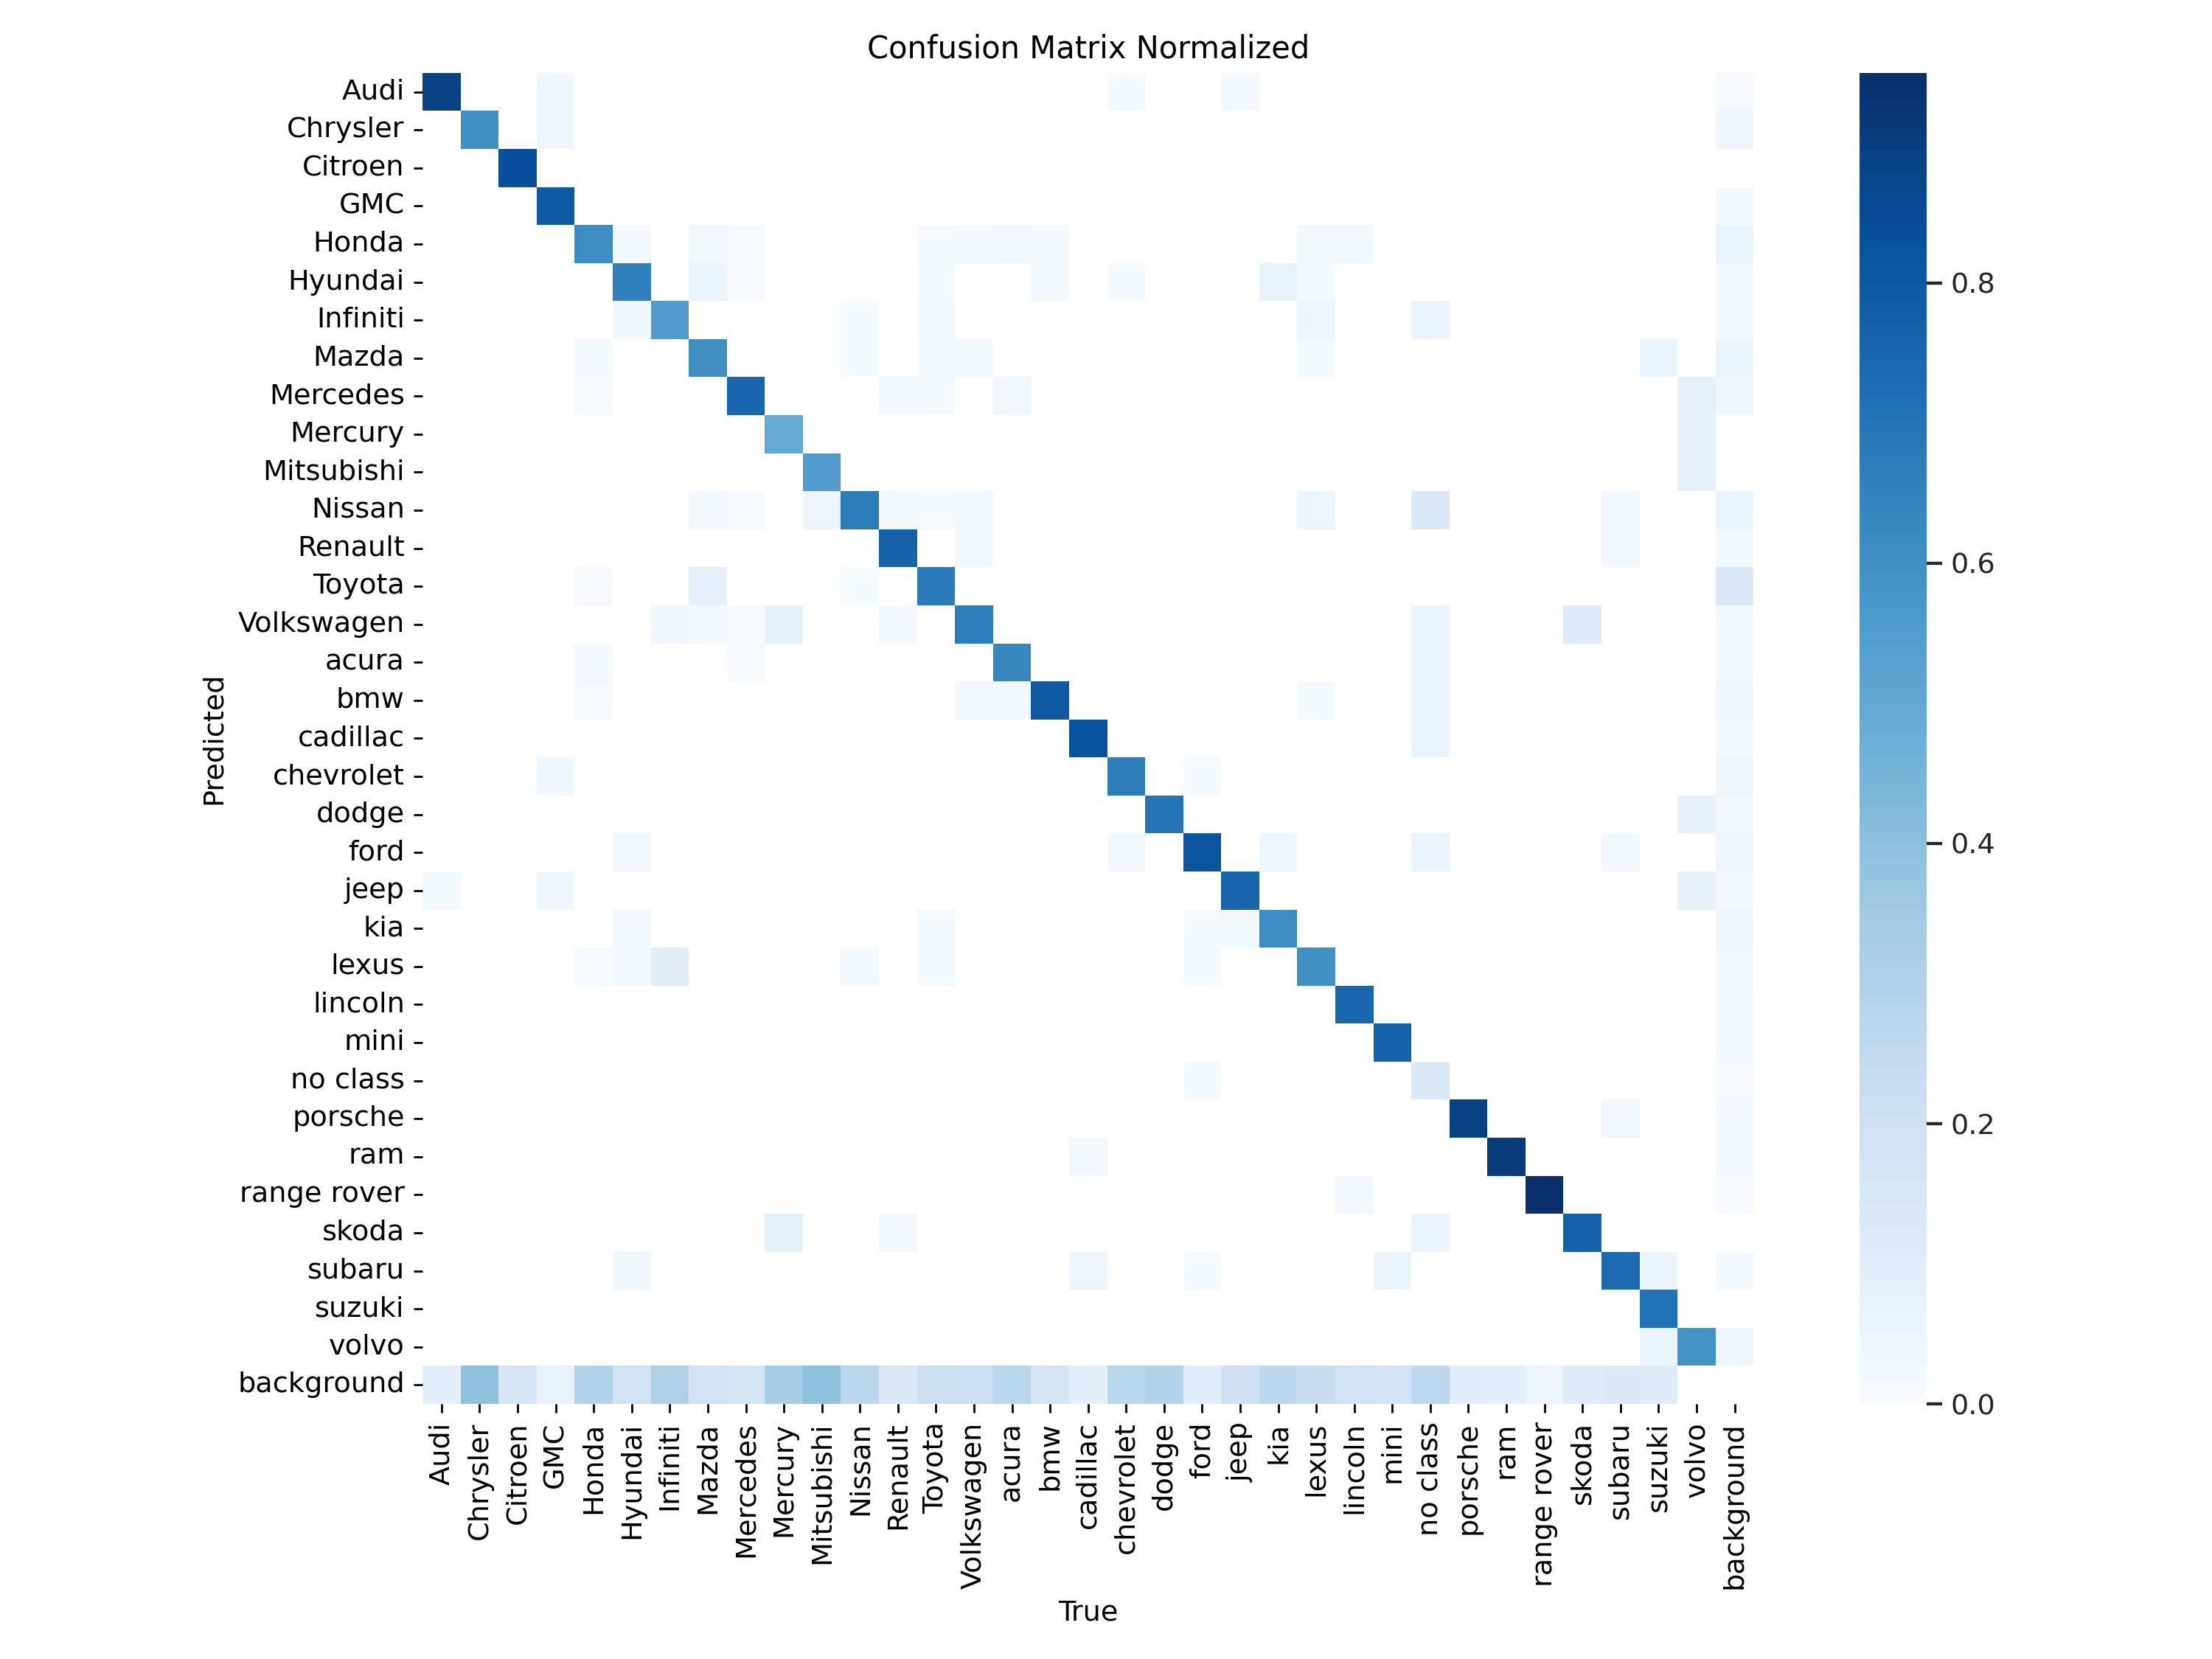 Confusion Matrix Normalized
Audi
Chrysler
Citroen
GMC
Honda
Hyundai
Infiniti
Mazda
Mercedes
Mercury
Mitsubishi
Nissan
Renault
Toyota
Volkswagen
acura
bmw
cadillac
chevrolet
dodge
ford
jeep
kia
lexus
lincoln
mini
no class
porsche
ram
range rover
skoda
subaru
suzuki
volvo
background
Predicted
Audi
Chrysler
Citroen
GMC
Honda
Hyundai
Infiniti
Mazda
Mercedes
Mercury
Mitsubishi
Nissan
Renault
Toyota
Volkswagen
acura
bmw
cadillac
chevrolet
dodge
ford
jeep
kia
lexus
lincoln
mini
no class
porsche
ram
range rover
skoda
subaru
suzuki
volvo
background
True
0.8
0.6
0.4
0.2
0.0